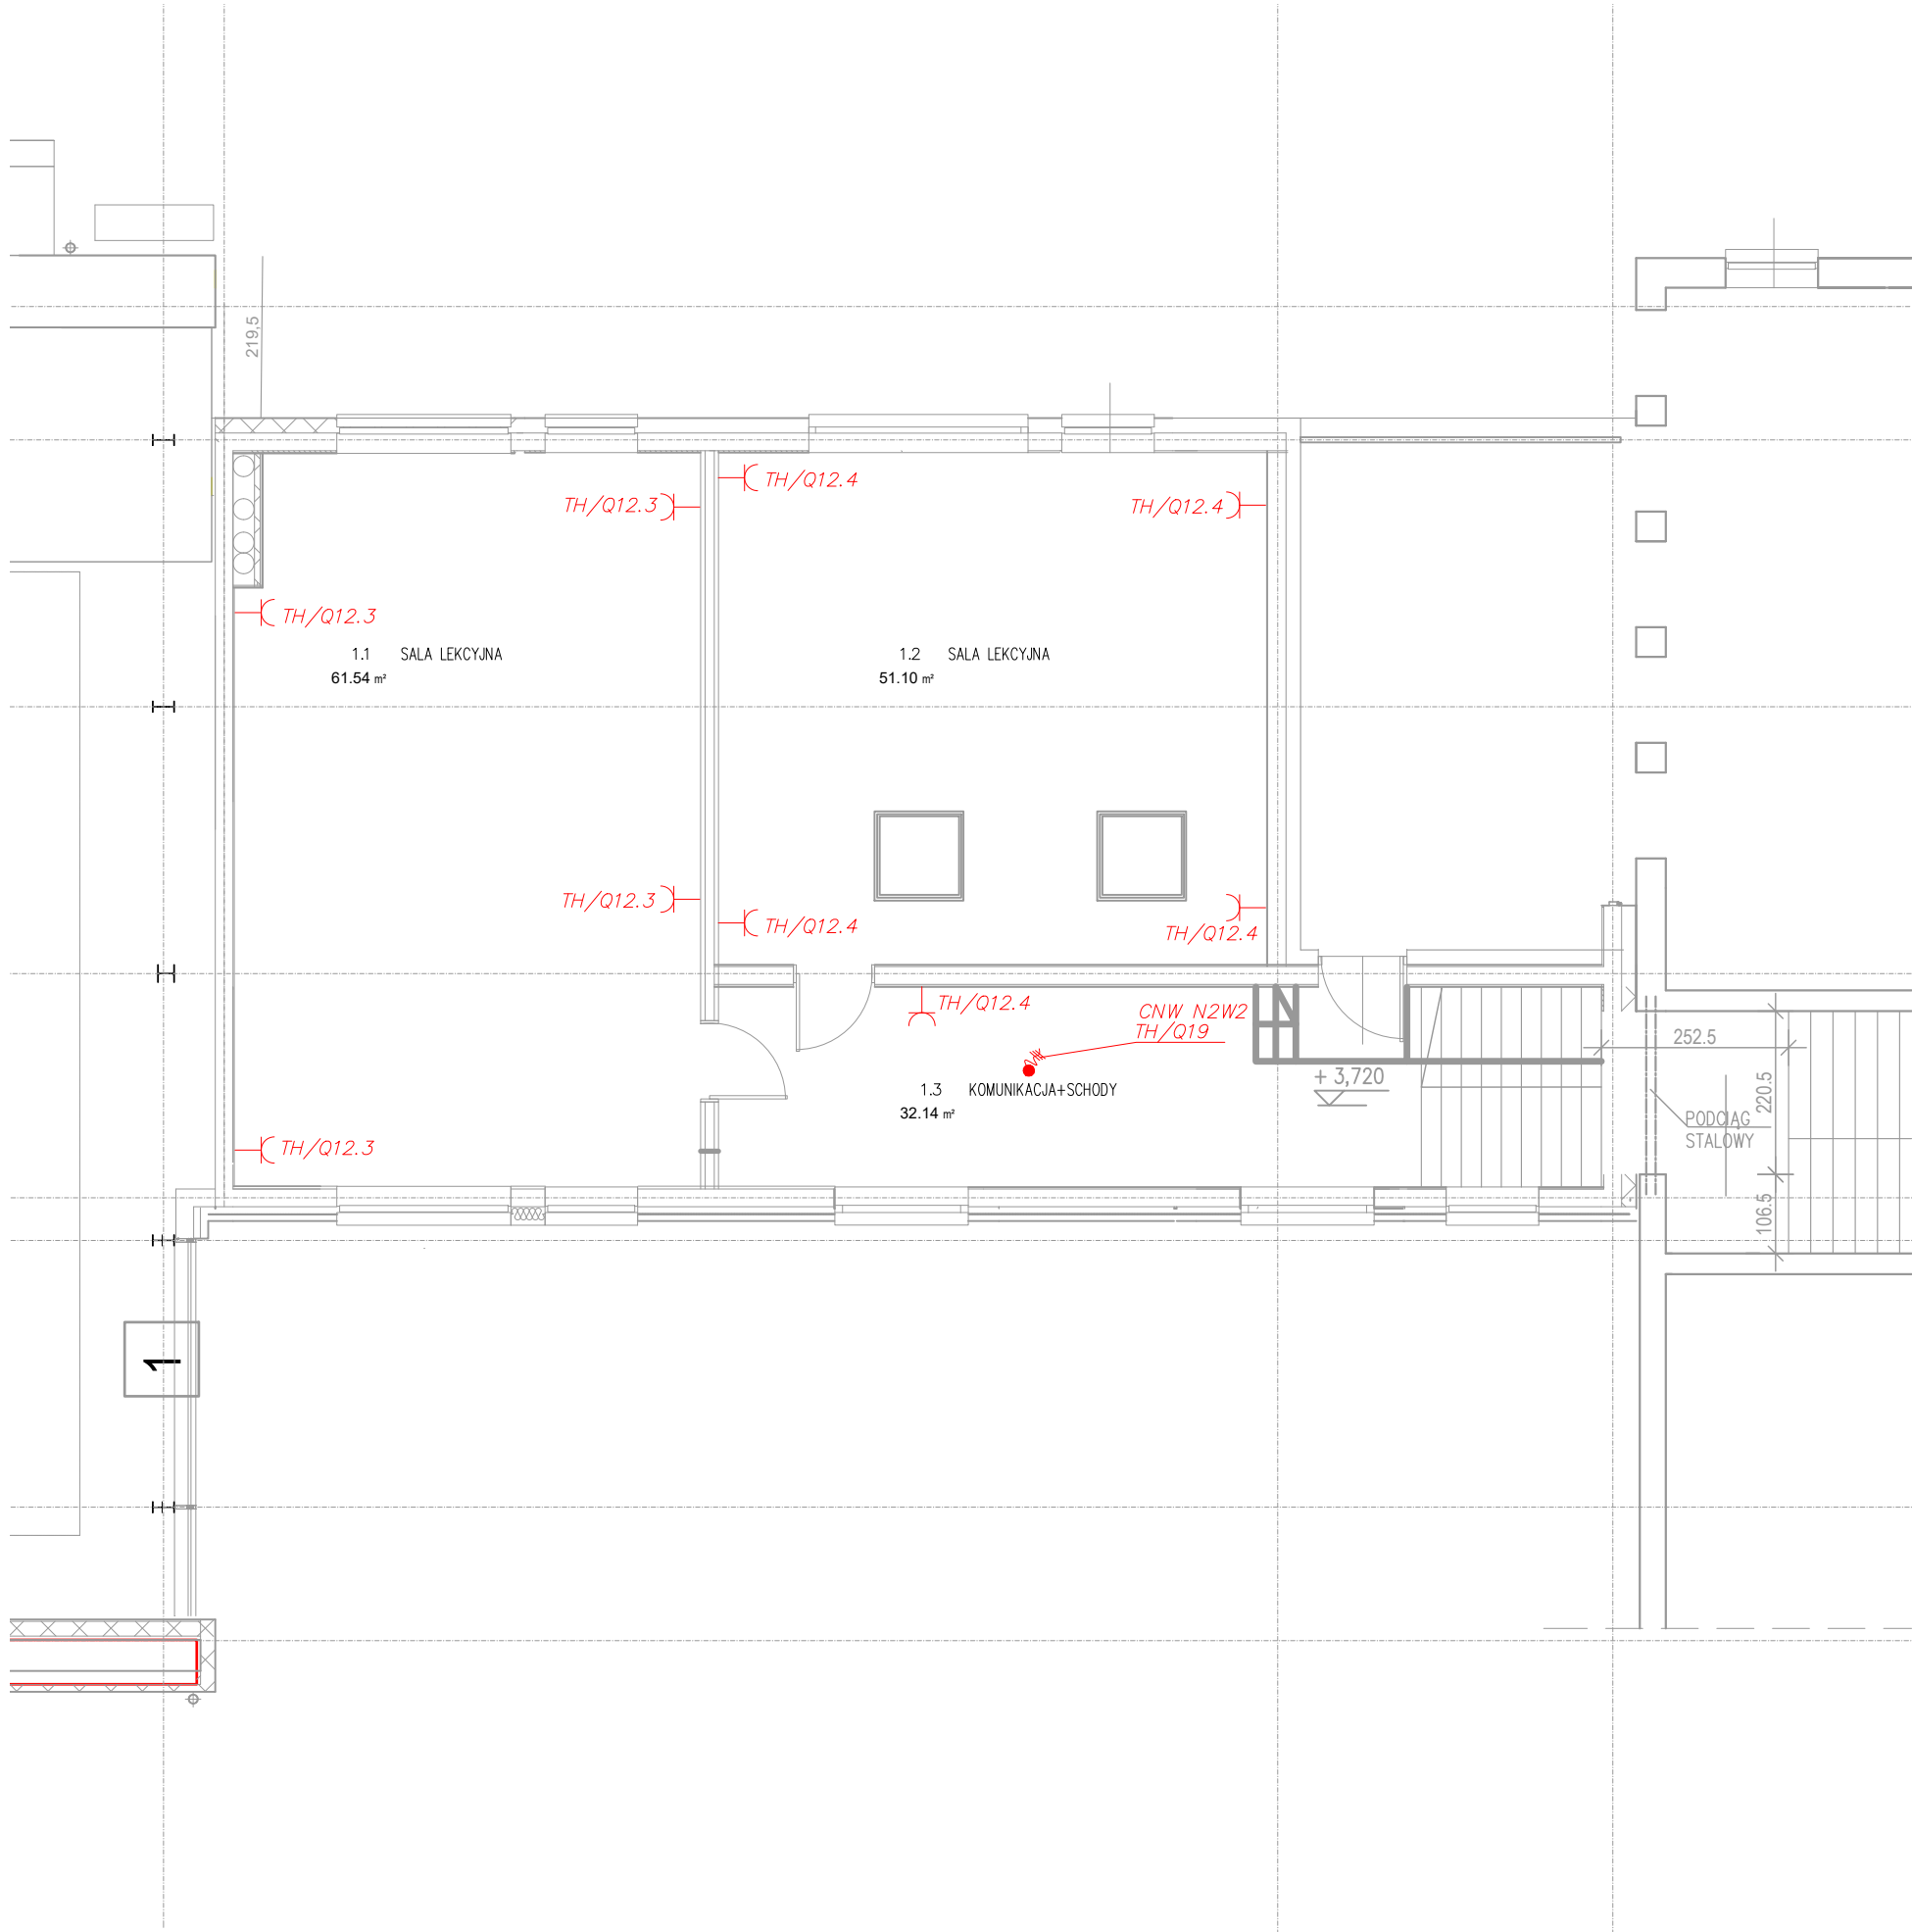 219,5
TH/Q12.4
TH/Q12.3
TH/Q12.4
TH/Q12.3
1.1 SALA LEKCYJNA
61.54 m²
1.2 SALA LEKCYJNA
51.10 m²
TH/Q12.3
TH/Q12.4
TH/Q12.4
TH/Q12.4
CNW N2W2
TH/Q19
252.5
+ 3,720
1.3 KOMUNIKACJA+SCHODY
32.14 m²
220.5
PODCIĄG
STALOWY
TH/Q12.3
106.5
1